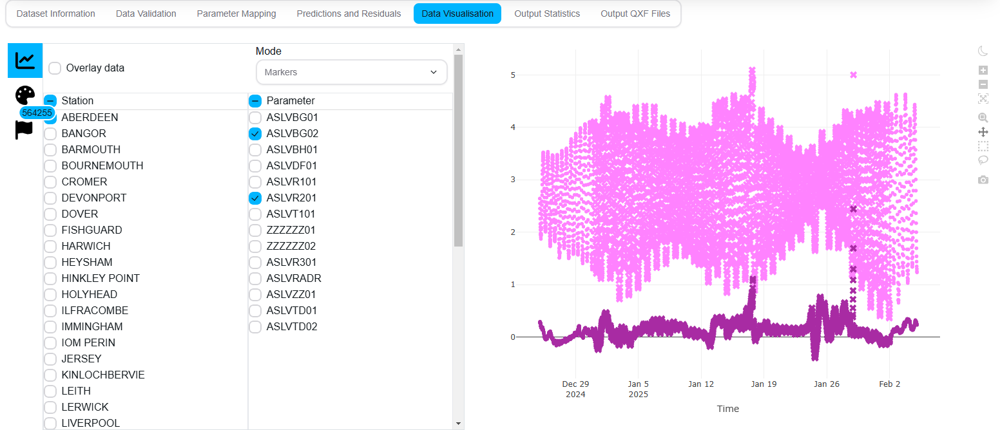 Dataset Information
Data Validation
Parameter Mapping
Predictions and Residuals
Data Visualisation
Output Statistics
Output QXF Files
Overlay data
Mode
Markers
564255
Station
ABERDEEN
BANGOR
BARMOUTH
BOURNEMOUTH
CROMER
DEVONPORT
DOVER
FISHGUARD
HARWICH
HEYSHAM
HINKLEY POINT
HOLYHEAD
ILFRACOMBE
IMMINGHAM
IOM PERIN
JERSEY
KINLOCHBERVIE
LEITH
LERWICK
LIVERPOOL
Parameter
ASLVBG01
ASLVBG02
ASLVBH01
ASLVDF01
ASLVR101
ASLVR201
ASLVT101
ZZZZZZ01
ZZZZZZ02
ASLVR301
ASLVRADR
ASLVZZ01
ASLVTD01
ASLVTD02
5
4
3
2
1
0
Dec 29
2024
Jan 5
2025
Jan 12
Jan 19
Jan 26
Feb 2
Time